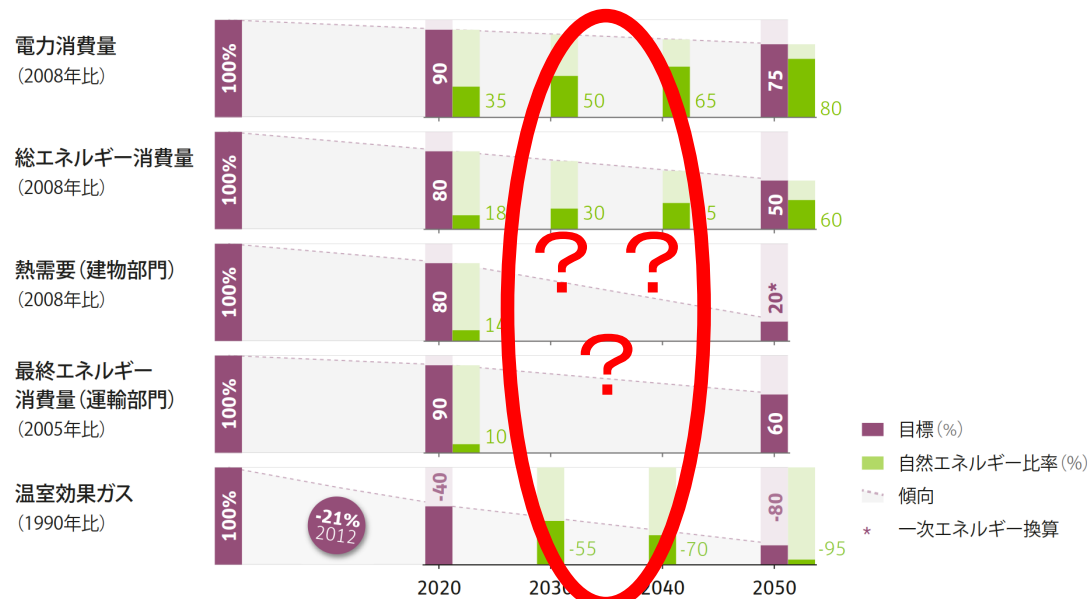 電力消費量
(2008年比)
100%
90
35
50
65
75
80
総エネルギー消費量
(2008年比)
100%
80
18
30
5
50
60
熱需要(建物部門)
(2008年比)
100%
80
14
? ?
20*
最終エネルギー
消費量(運輸部門)
(2005年比)
100%
90
10
?
60
温室効果ガス
(1990年比)
100%
-21%
2012
-40
-55
-70
-80
-95
2020 2030 2040 2050
目標(%)
自然エネルギー比率(%)
傾向
* 一次エネルギー換算